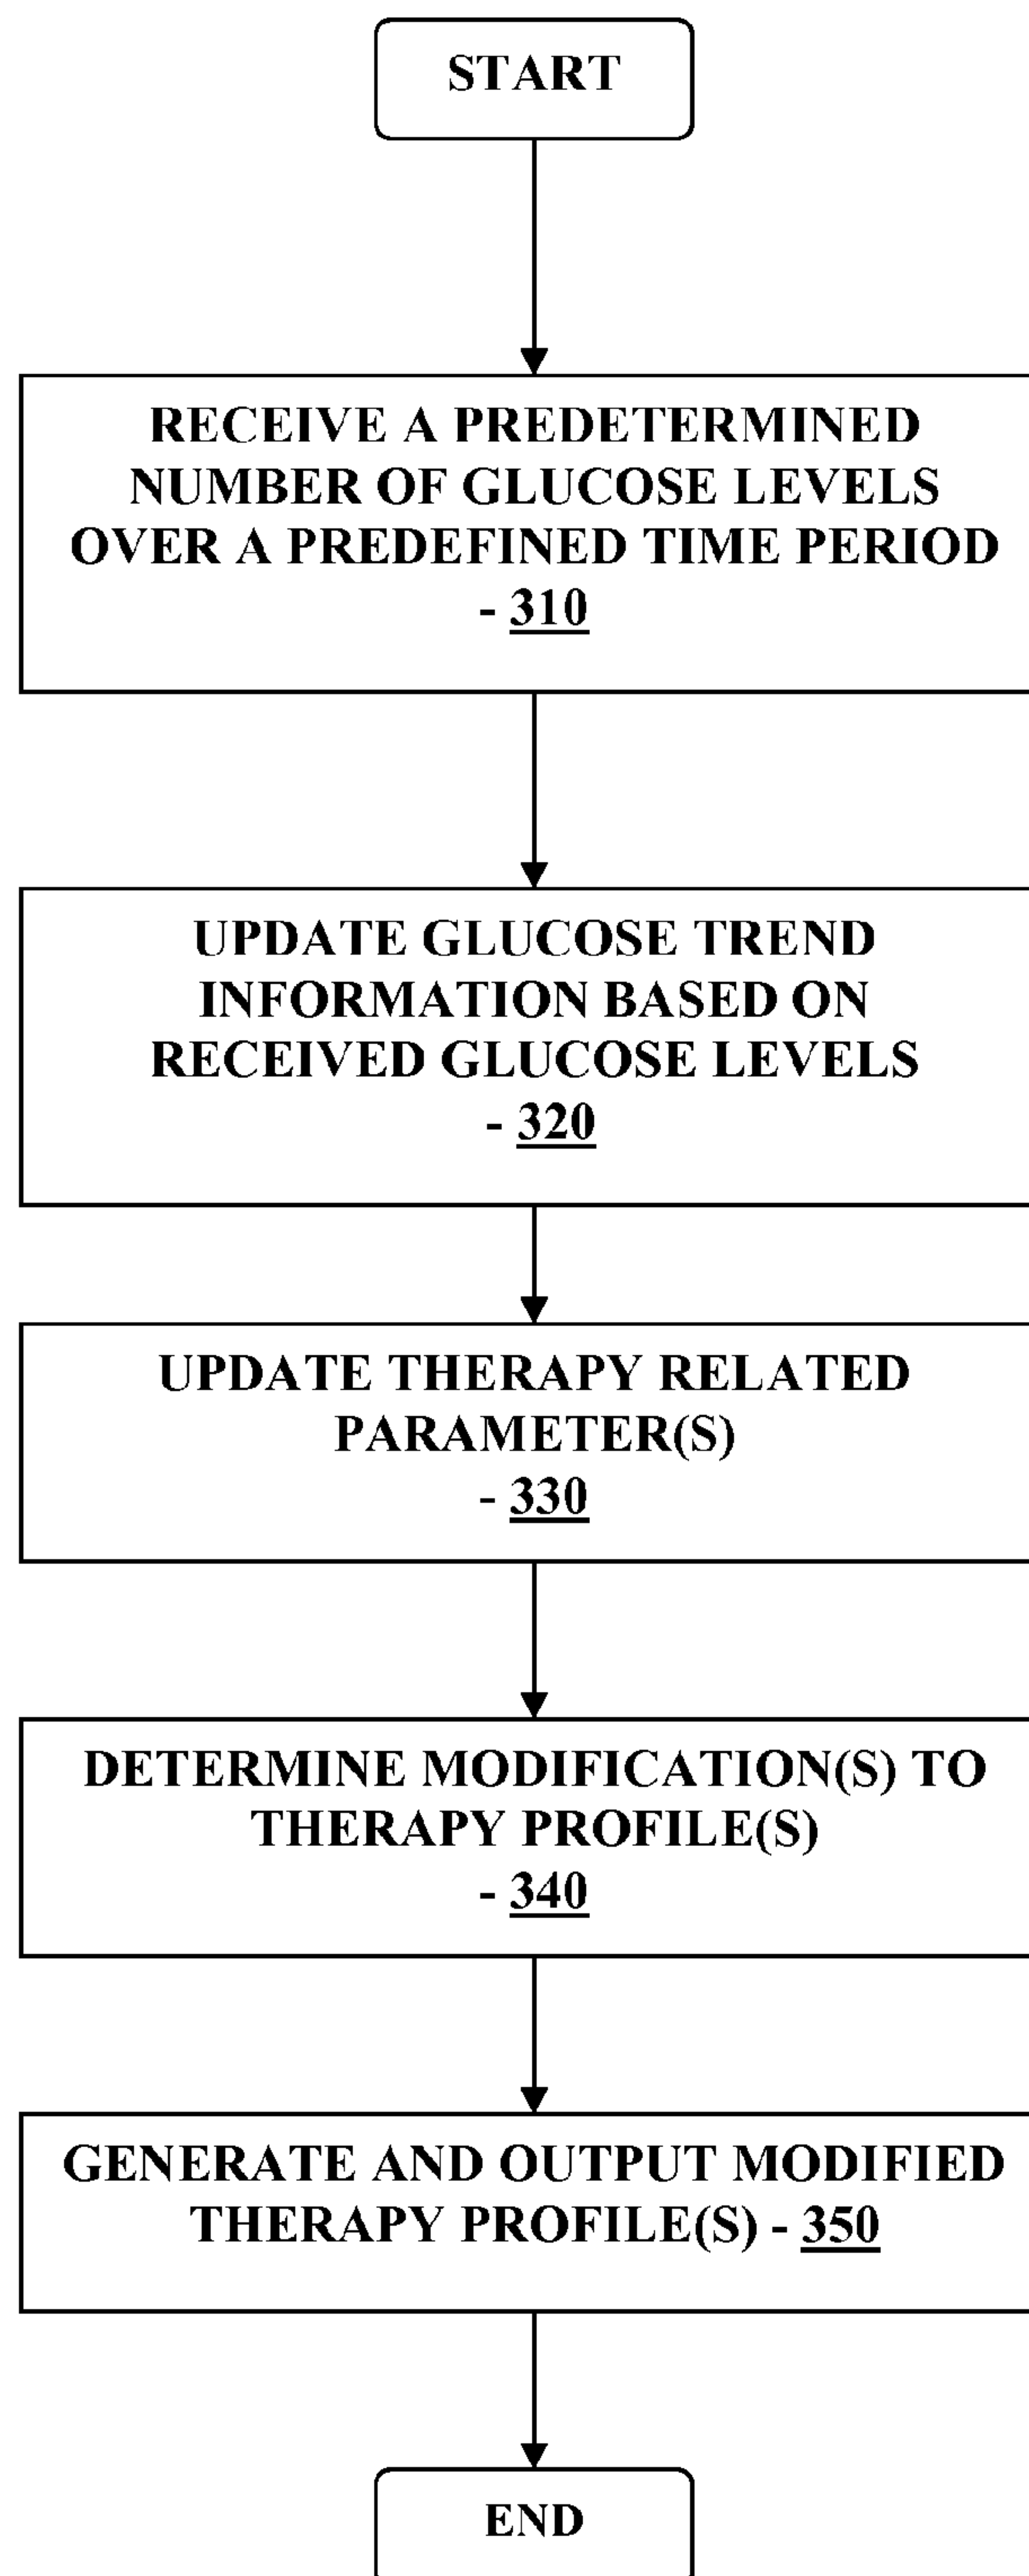 START
RECEIVE A PREDETERMINED
NUMBER OF GLUCOSE LEVELS
OVER A PREDEFINED TIME PERIOD
- 310
UPDATE GLUCOSE TREND
INFORMATION BASED ON
RECEIVED GLUCOSE LEVELS
- 320
UPDATE THERAPY RELATED
PARAMETER(S)
- 330
DETERMINE MODIFICATION(S) TO
THERAPY PROFILE(S)
- 340
GENERATE AND OUTPUT MODIFIED
THERAPY PROFILE(S) - 350
END